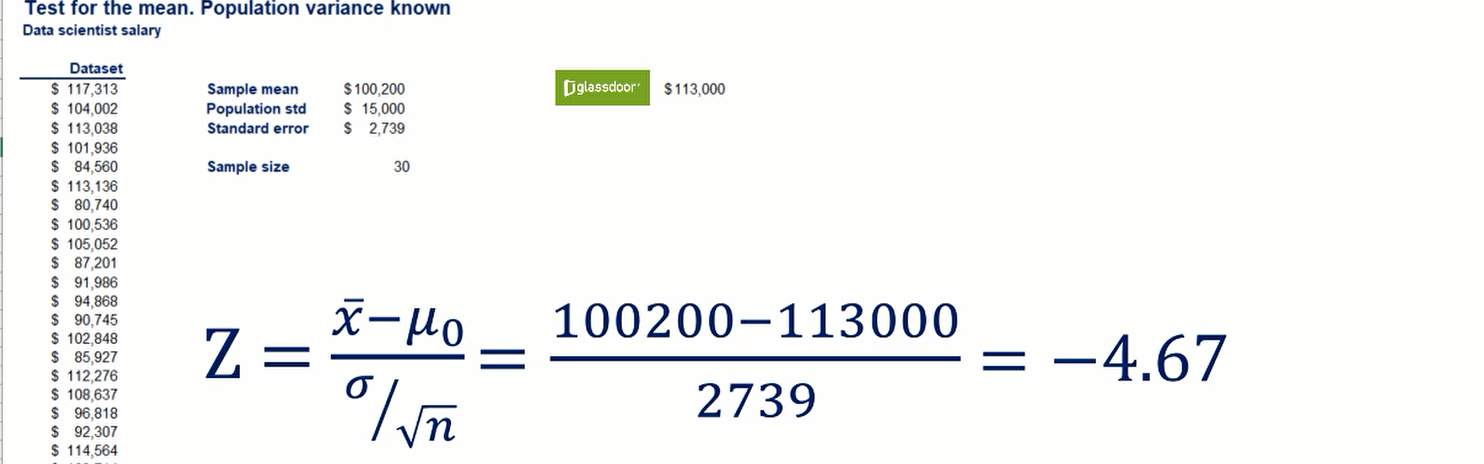 Test for the mean. Population variance known
Data scientist salary
Dataset
$ 117,313 Sample mean $100,200 glassdoor $113,000
$ 104,002 Population std $ 15,000
$ 113,038 Standard error $ 2,739
$ 101,936
$ 84,560 Sample size 30
$ 113,136
$ 80,740
$ 100,536
$ 105,052
$ 87,201
$ 91,986
$ 94,868
$ 90,745
$ 102,848
$ 85,927
$ 112,276
$ 108,637
$ 96,818
$ 92,307
$ 114,564
Z = x̄−μ₀ / σ/√n = 100200−113000 / 2739 = −4.67